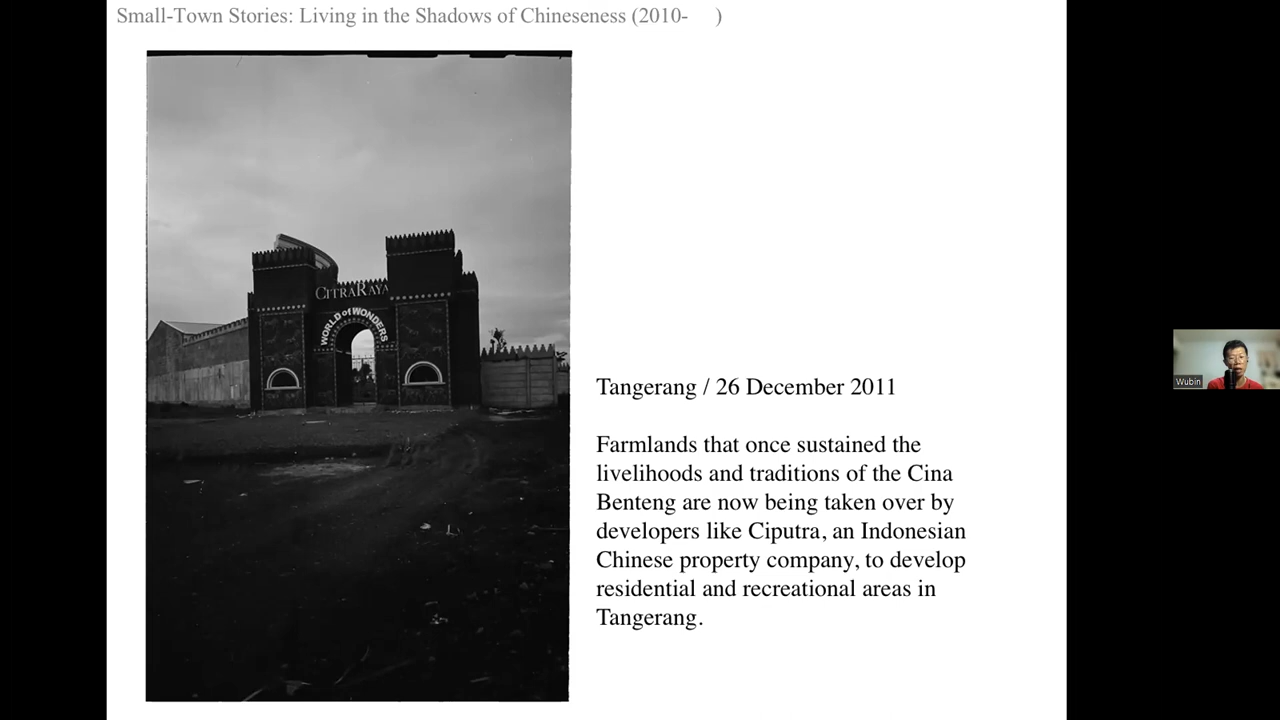 Small-Town Stories: Living in the Shadows of Chineseness (2010-     )
CITRARAYA
WORLD of WONDERS
Tangerang / 26 December 2011
Farmlands that once sustained the
livelihoods and traditions of the Cina
Benteng are now being taken over by
developers like Ciputra, an Indonesian
Chinese property company, to develop
residential and recreational areas in
Tangerang.
Wubin